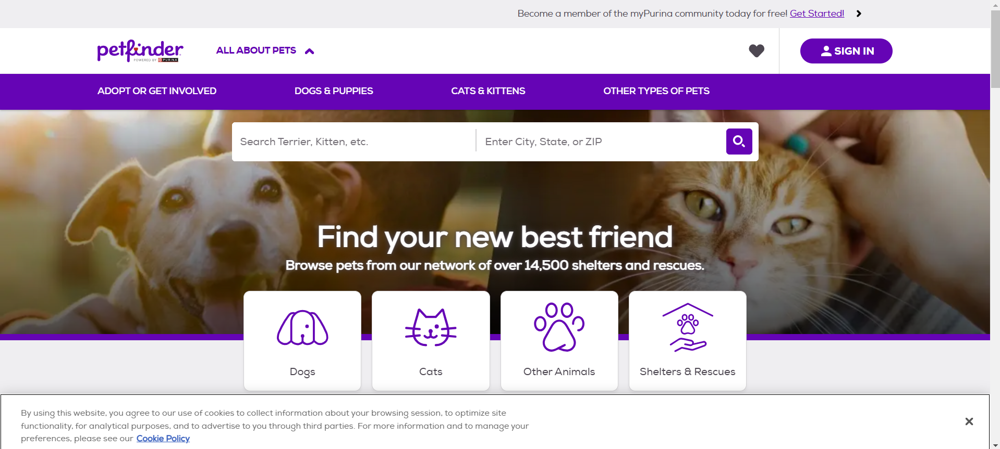 Become a member of the myPurina community today for free! Get Started!
petfinder
POWERED BY PURINA
ALL ABOUT PETS
SIGN IN
ADOPT OR GET INVOLVED
DOGS & PUPPIES
CATS & KITTENS
OTHER TYPES OF PETS
Search Terrier, Kitten, etc.
Enter City, State, or ZIP
Find your new best friend
Browse pets from our network of over 14,500 shelters and rescues.
Dogs
Cats
Other Animals
Shelters & Rescues
By using this website, you agree to our use of cookies to collect information about your browsing session, to optimize site
functionality, for analytical purposes, and to advertise to you through third parties. For more information and to manage your
preferences, please see our Cookie Policy